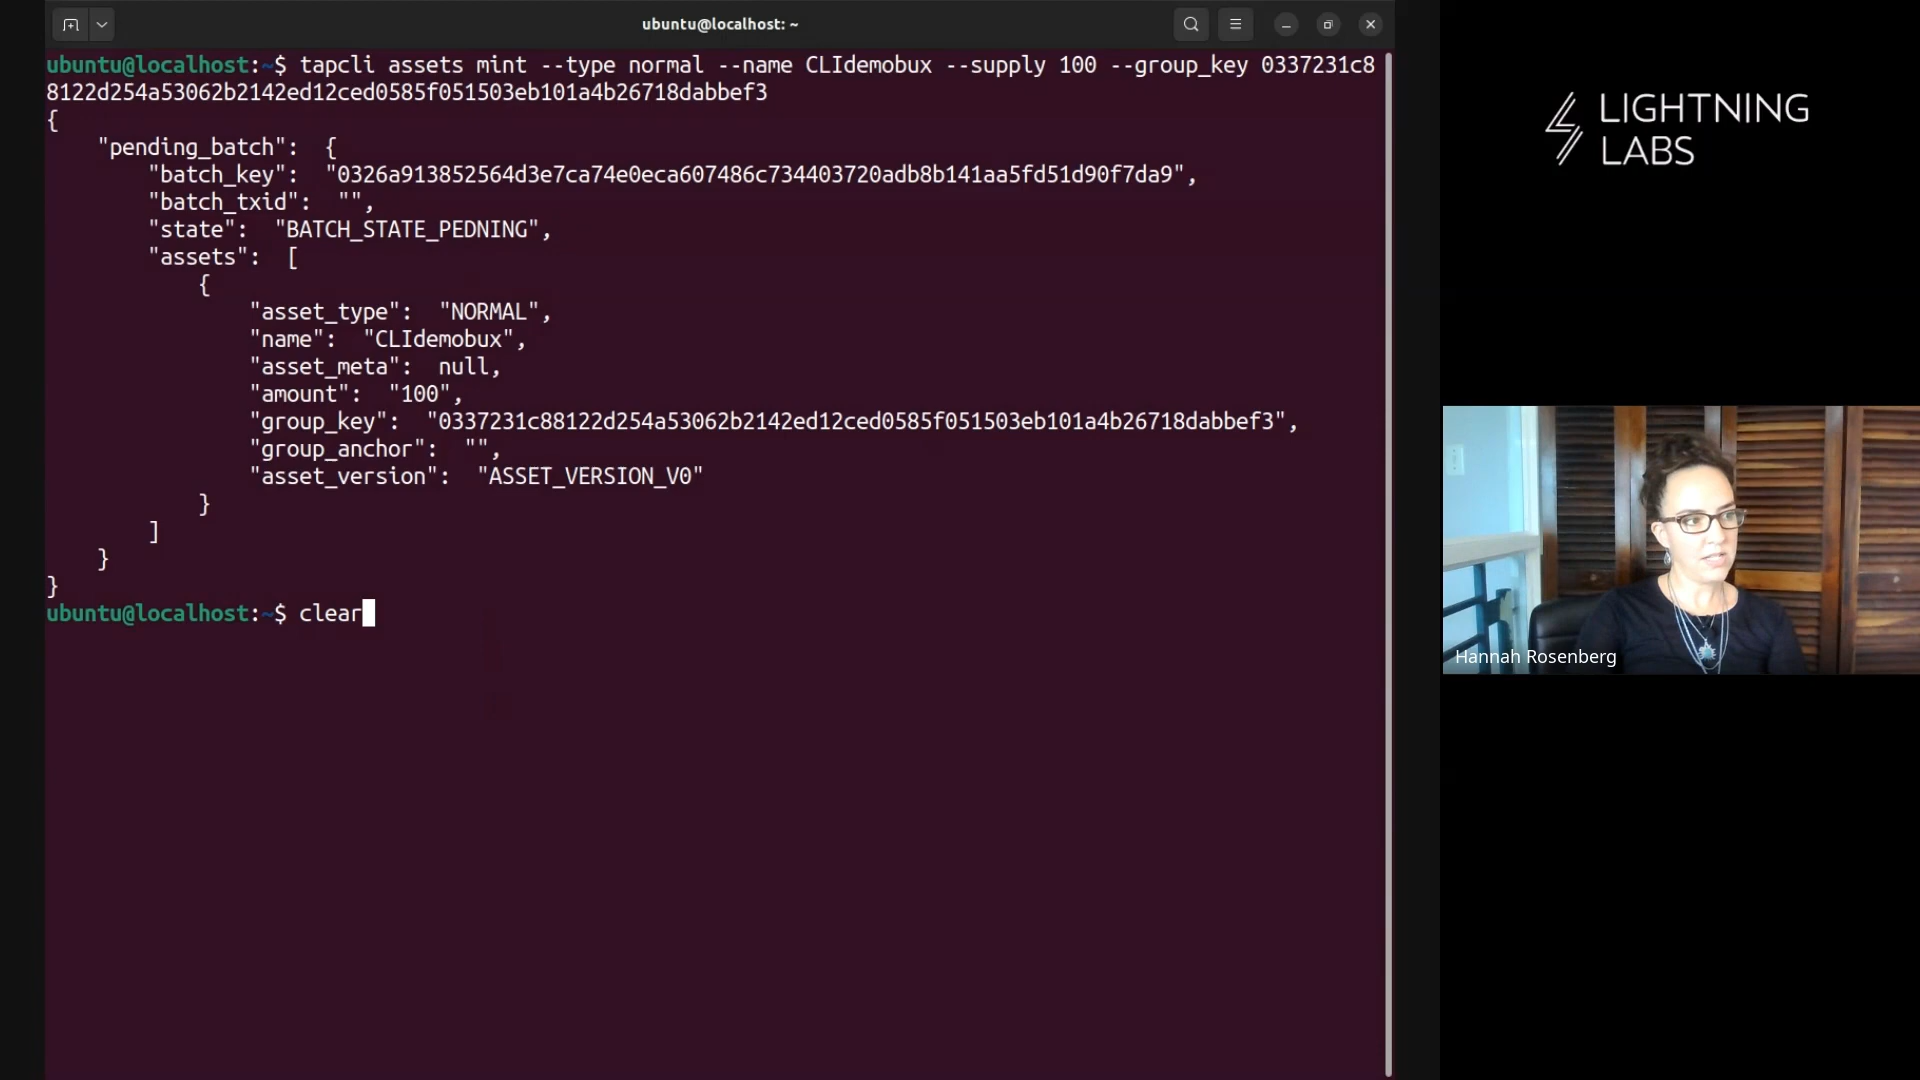 ubuntu@localhost: ~
ubuntu@localhost:~$ tapcli assets mint --type normal --name CLIdemobux --supply 100 --group_key 0337231c8
8122d254a53062b2142ed12ced0585f051503eb101a4b26718dabbef3
{
    "pending_batch":  {
        "batch_key":  "0326a913852564d3e7ca74e0eca607486c734403720adb8b141aa5fd51d90f7da9",
        "batch_txid":  "",
        "state":  "BATCH_STATE_PEDNING",
        "assets":  [
            {
                "asset_type":  "NORMAL",
                "name":  "CLIdemobux",
                "asset_meta":  null,
                "amount":  "100",
                "group_key":  "0337231c88122d254a53062b2142ed12ced0585f051503eb101a4b26718dabbef3",
                "group_anchor":  "",
                "asset_version":  "ASSET_VERSION_V0"
            }
        ]
    }
}
ubuntu@localhost:~$ clear
LIGHTNING
LABS
Hannah Rosenberg